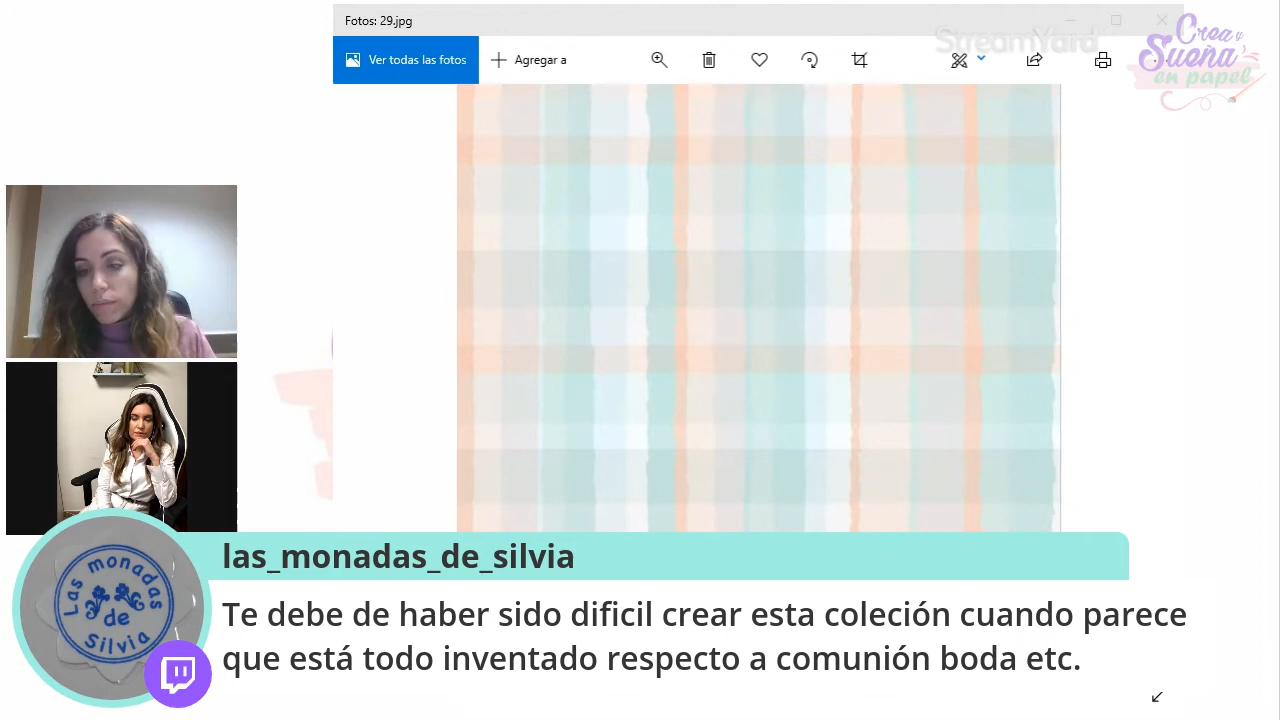 Fotos: 29.jpg
StreamYard
Crea y
Sueña
en papel
Ver todas las fotos
Agregar a
las_monadas_de_silvia
Las monadas
de
Silvia
Te debe de haber sido dificil crear esta coleción cuando parece
que está todo inventado respecto a comunión boda etc.